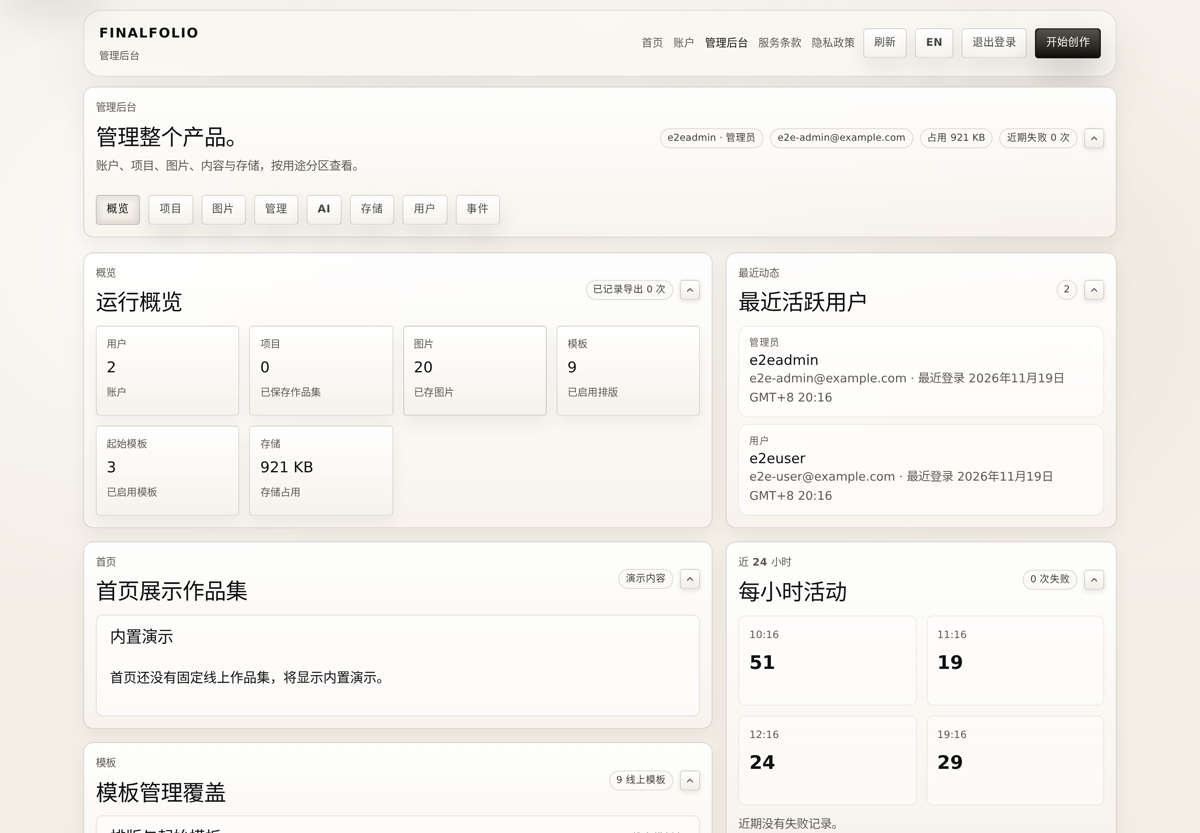 FINALFOLIO
管理后台
首页 账户 管理后台 服务条款 隐私政策 刷新 EN 退出登录 开始创作
管理后台
管理整个产品。
账户、项目、图片、内容与存储，按用途分区查看。
e2eadmin · 管理员 e2e-admin@example.com 占用 921 KB 近期失败 0 次
概览 项目 图片 管理 AI 存储 用户 事件
概览
运行概览
已记录导出 0 次
用户
2
账户
项目
0
已保存作品集
图片
20
已存图片
模板
9
已启用排版
起始模板
3
已启用模板
存储
921 KB
存储占用
最近动态
最近活跃用户
2
管理员
e2eadmin
e2e-admin@example.com · 最近登录 2026年11月19日
GMT+8 20:16
用户
e2euser
e2e-user@example.com · 最近登录 2026年11月19日
GMT+8 20:16
首页
首页展示作品集
演示内容
内置演示
首页还没有固定线上作品集，将显示内置演示。
近 24 小时
每小时活动
0 次失败
10:16
51
11:16
19
12:16
24
19:16
29
近期没有失败记录。
模板
模板管理覆盖
9 线上模板